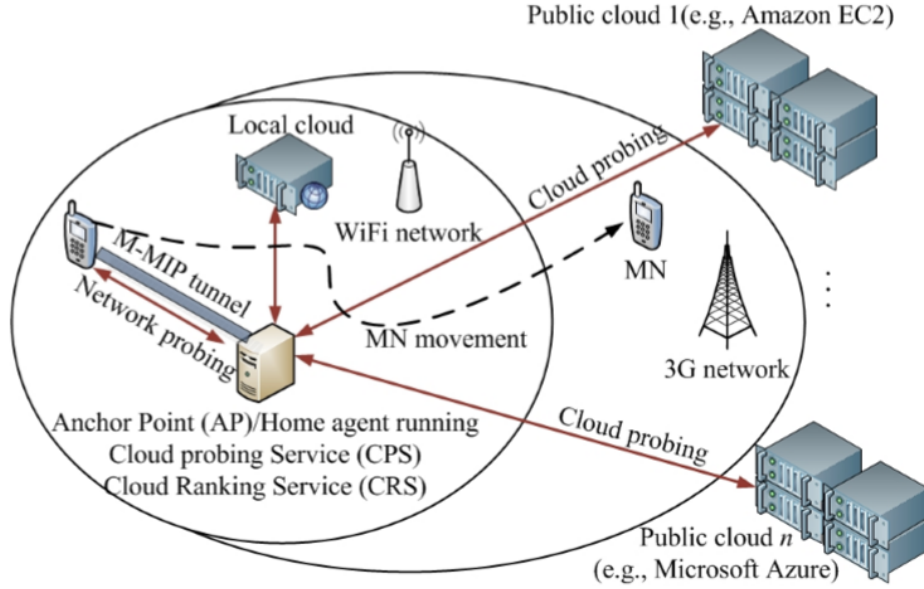 Public cloud 1(e.g., Amazon EC2)
Local cloud
WiFi network
Cloud probing
MN
M-MIP tunnel
Network probing
MN movement
3G network
Anchor Point (AP)/Home agent running
Cloud probing Service (CPS)
Cloud Ranking Service (CRS)
Cloud probing
Public cloud n
(e.g., Microsoft Azure)